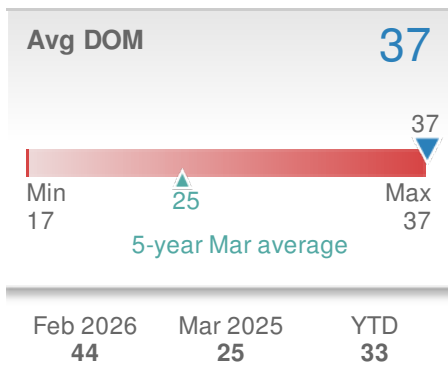 Avg DOM 37
37
Min Max
17 25 37
5-year Mar average
Feb 2026 Mar 2025 YTD
44 25 33